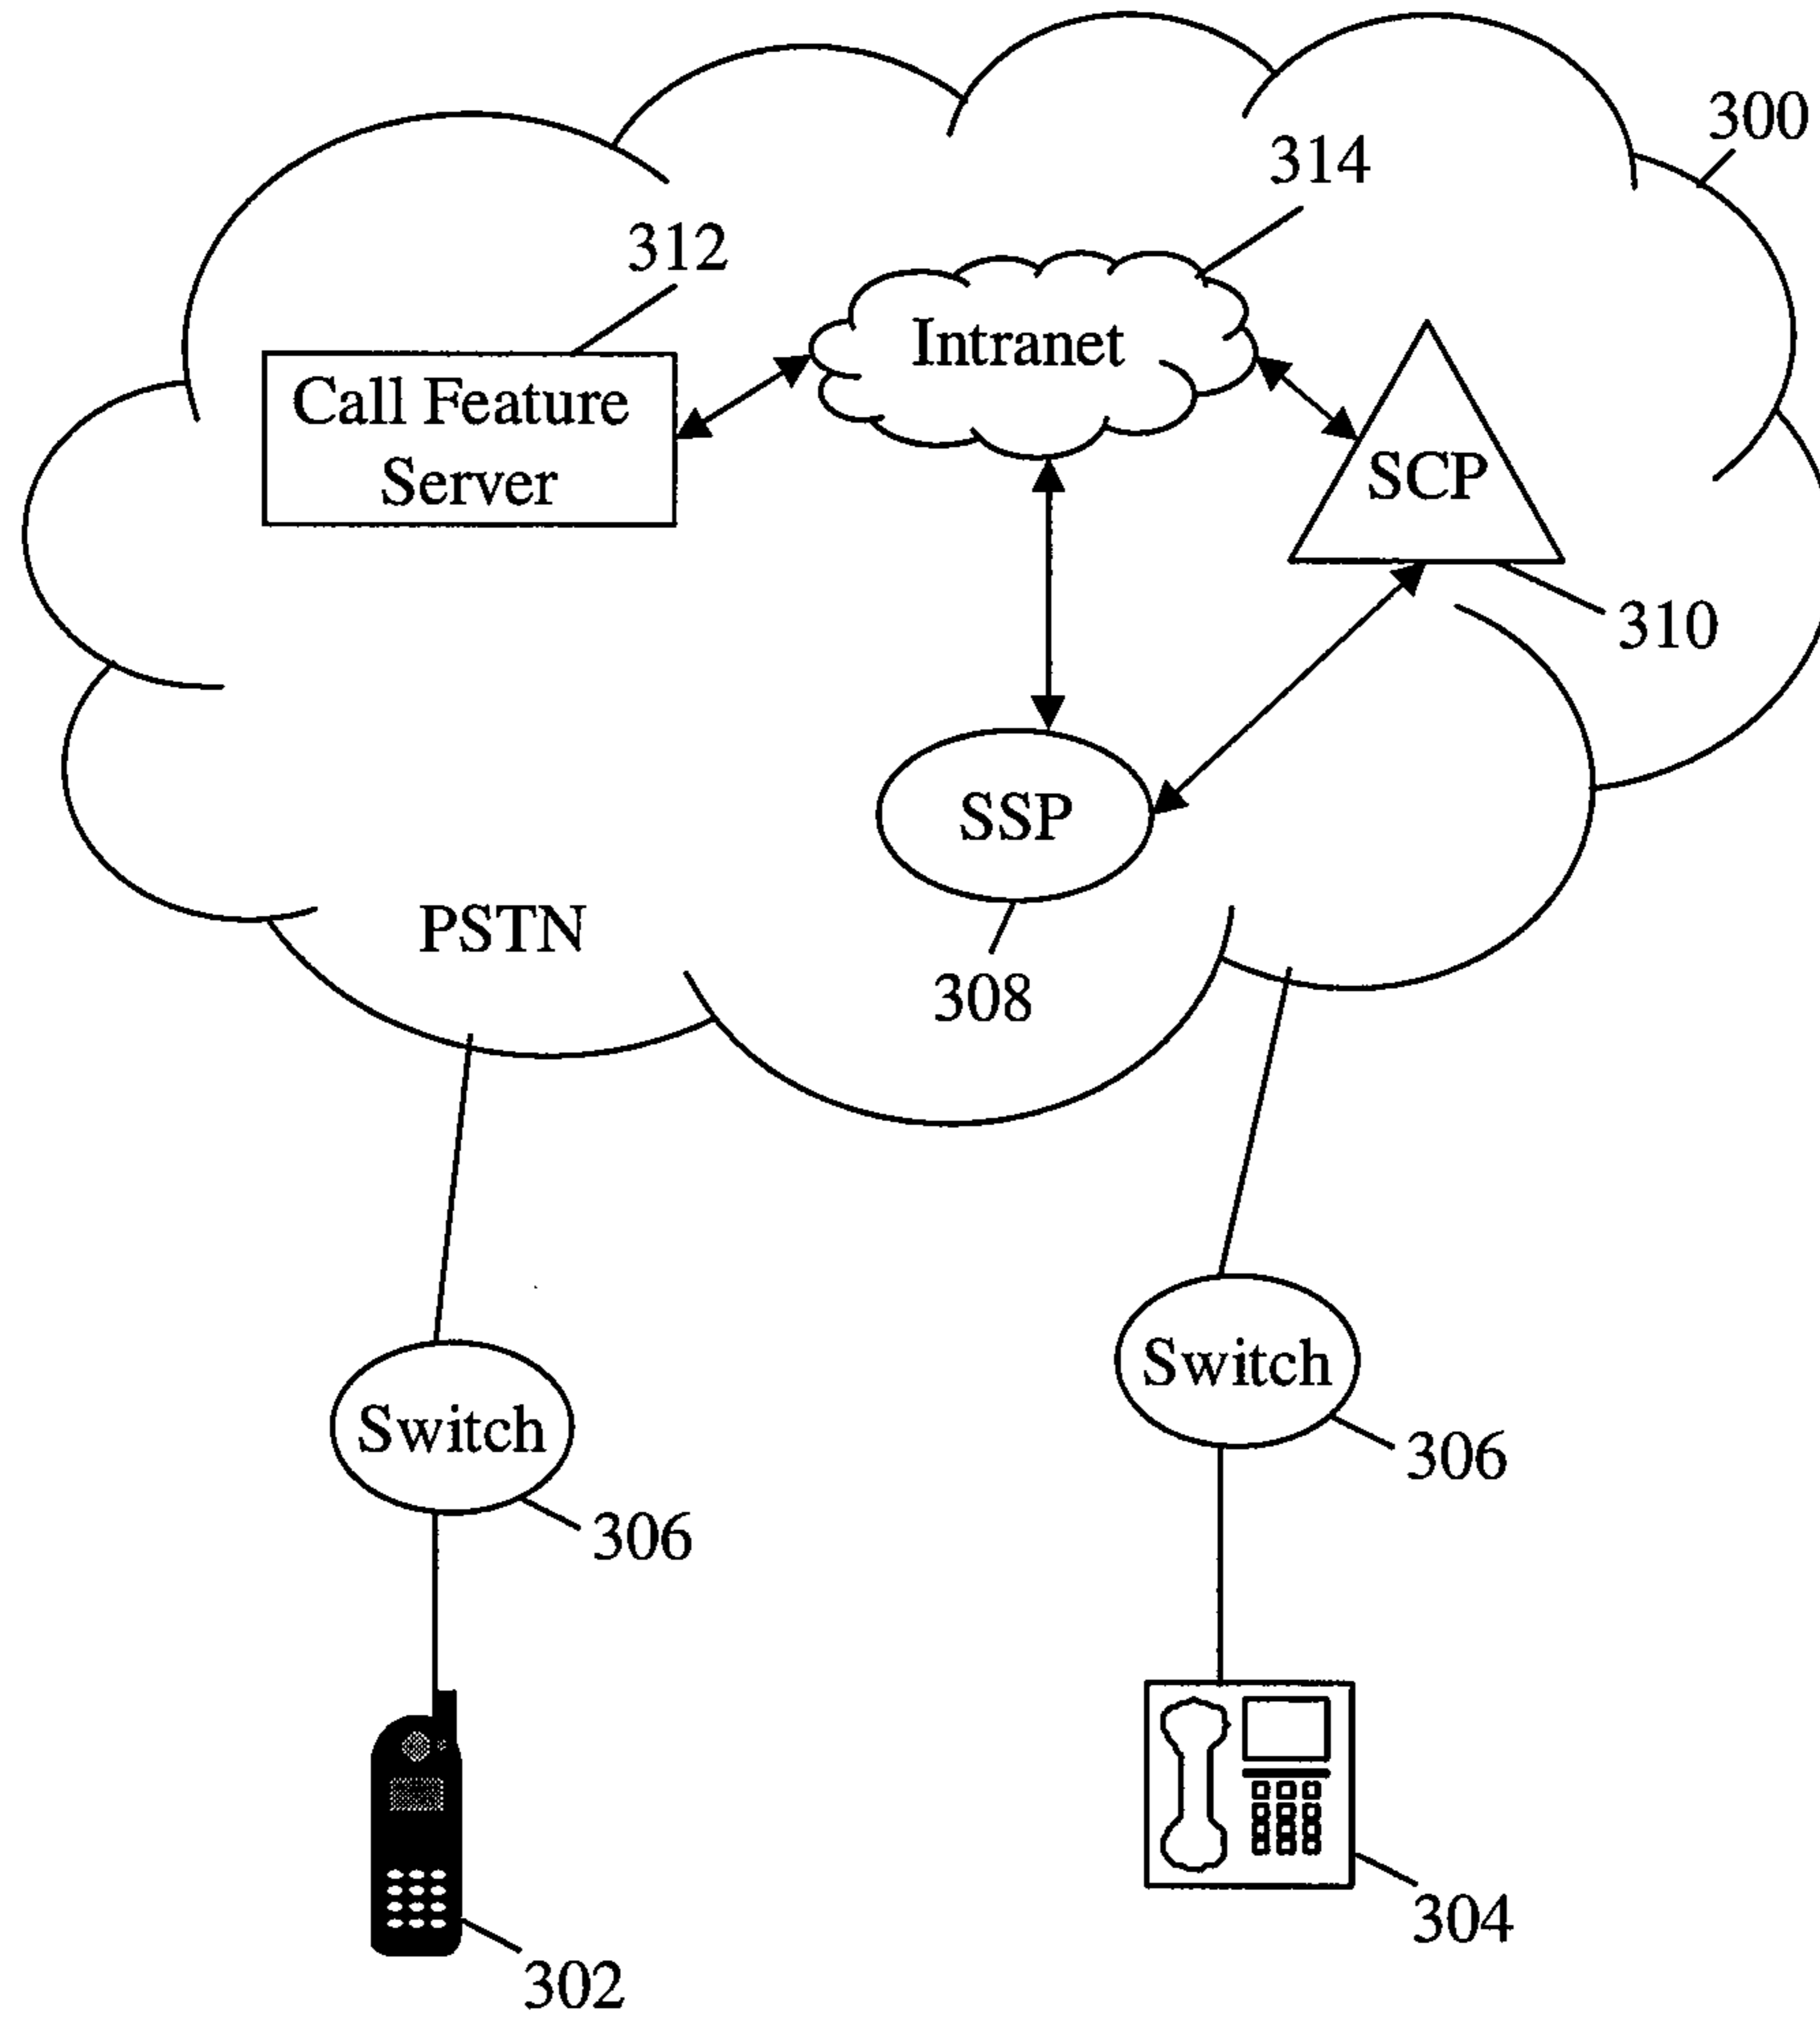 300
314
312
Intranet
Call Feature
Server
SCP
310
SSP
PSTN
308
Switch
306
Switch
306
304
302